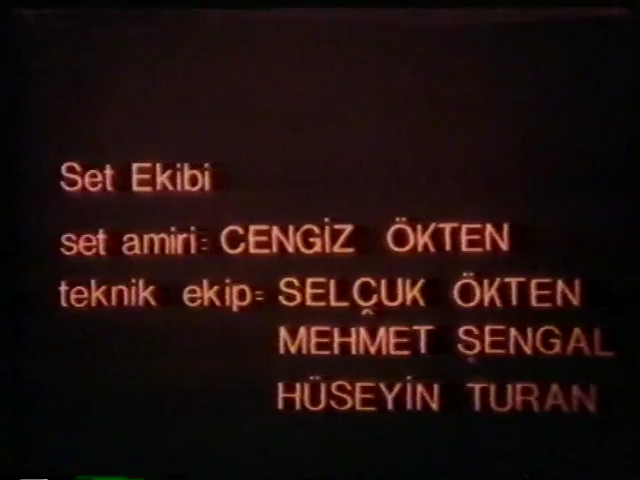 Set Ekibi
set amiri: CENGİZ ÖKTEN
teknik ekip: SELÇUK ÖKTEN
MEHMET ŞENGAL
HÜSEYİN TURAN